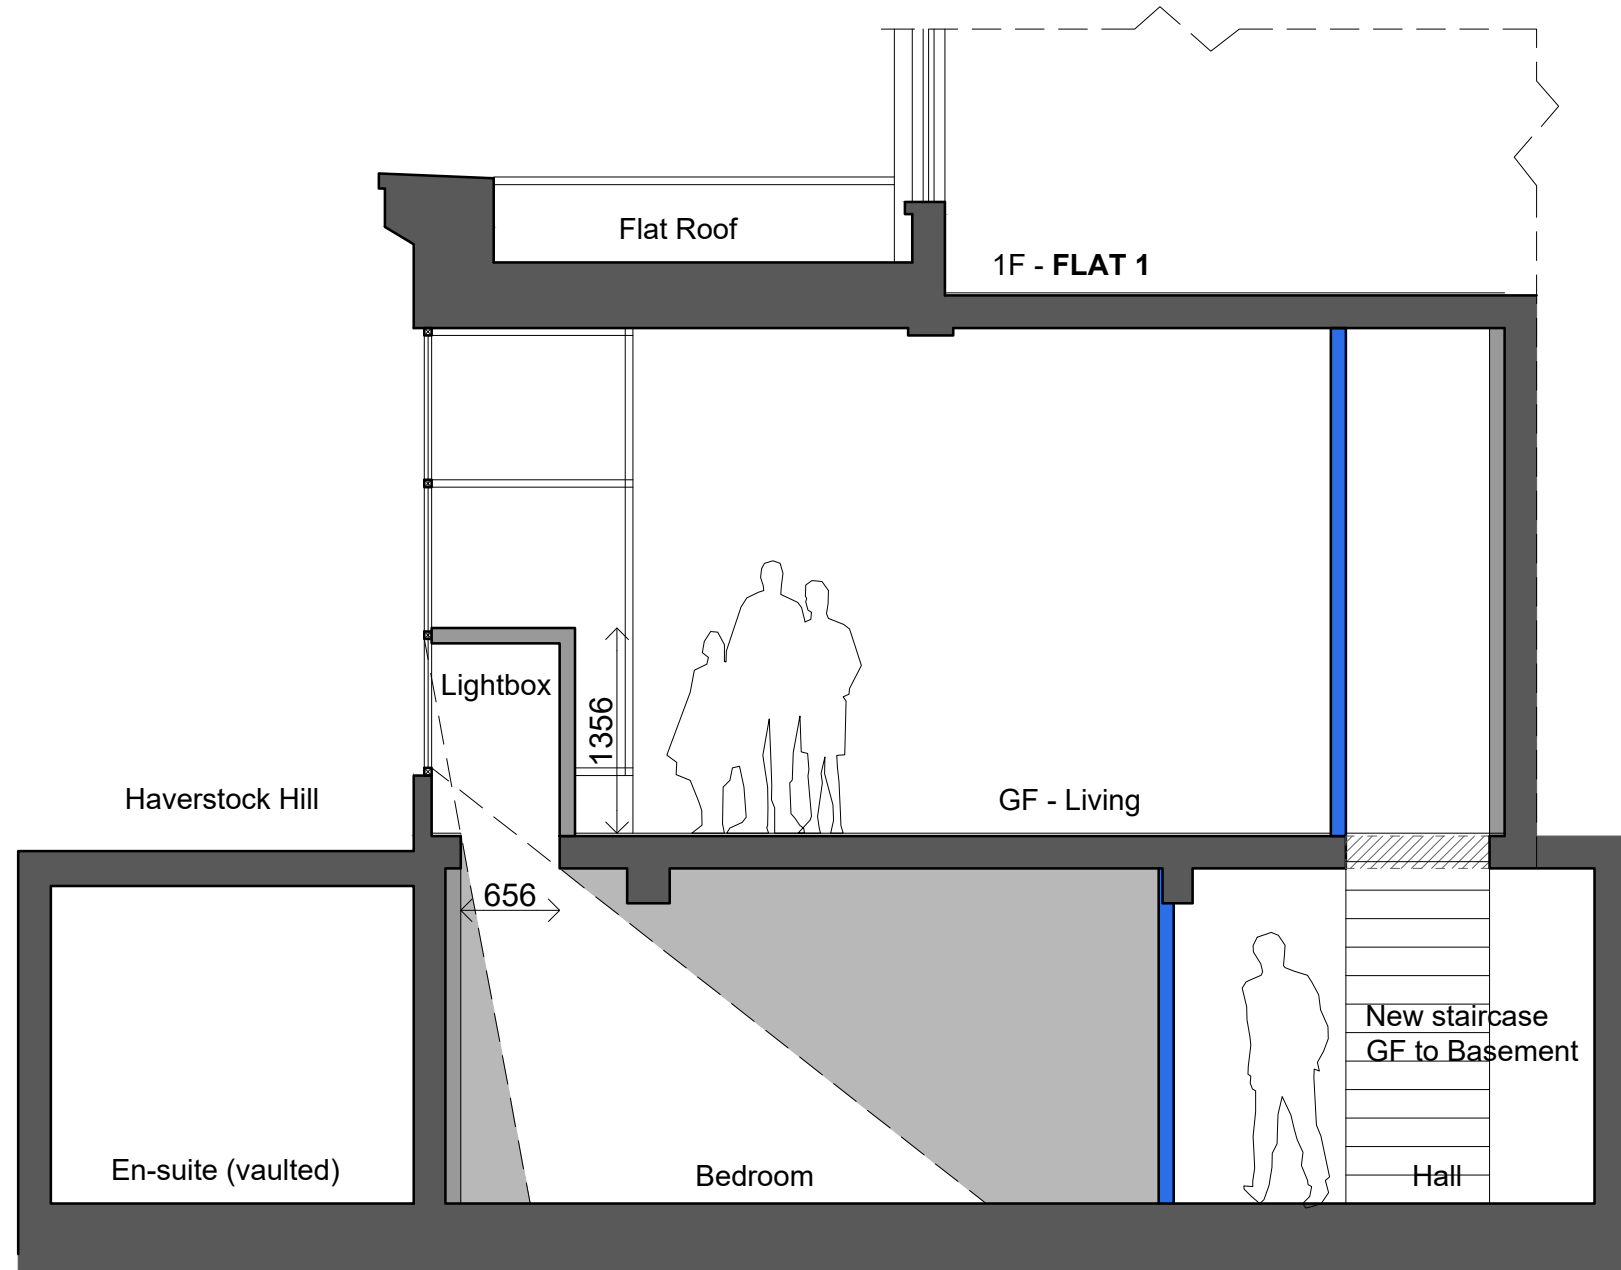 Flat Roof
1F - FLAT 1
Lightbox
1356
Haverstock Hill
GF - Living
656
New staircase
GF to Basement
En-suite (vaulted)
Bedroom
Hall